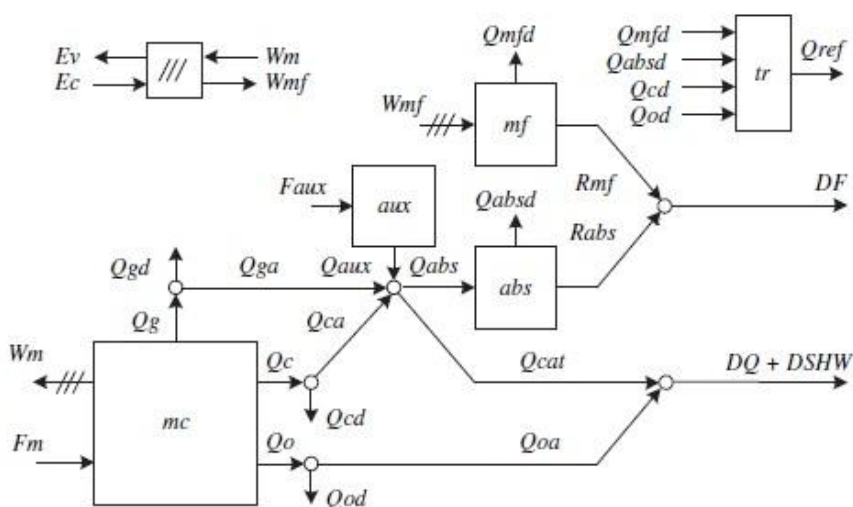 Ev
Ec
///
Wm
Wmf
Qmfd
Wmf
///
mf
Qmfd
Qabsd
Qcd
Qod
tr
Qref
Faux
aux
Qabsd
Rmf
DF
Qgd
Qga
Qaux
Qabs
abs
Rabs
Qg
Qca
Wm
///
Qc
Qcat
DQ + DSHW
mc
Qcd
Fm
Qo
Qoa
Qod